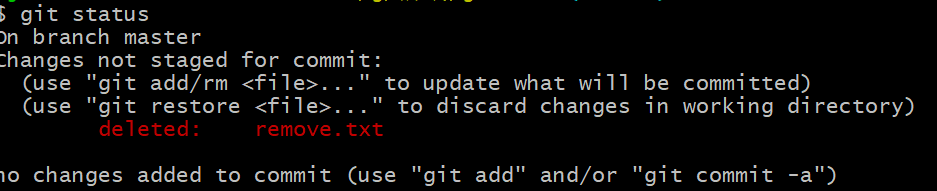 $ git status
On branch master
Changes not staged for commit:
(use "git add/rm <file>..." to update what will be committed)
(use "git restore <file>..." to discard changes in working directory)
deleted: remove.txt
no changes added to commit (use "git add" and/or "git commit -a")